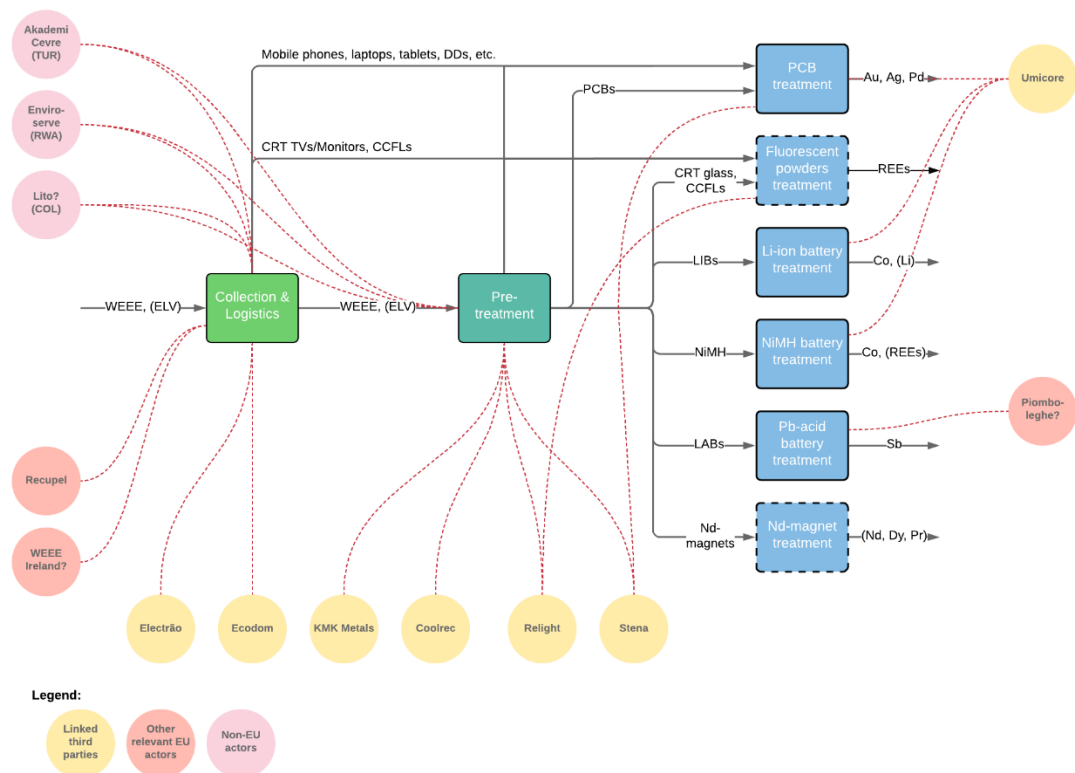 Akademi
Cevre
(TUR)
Mobile phones, laptops, tablets, DDs, etc.
PCB
treatment
Au, Ag, Pd
Umicore
PCBs
Enviro-
serve
(RWA)
CRT TVs/Monitors, CCFLs
Fluorescent
powders
treatment
REEs
CRT glass,
CCFLs
Lito?
(COL)
LIBs
Li-ion battery
treatment
Co, (Li)
WEEE, (ELV)
Collection &
Logistics
WEEE, (ELV)
Pre-
treatment
NiMH
NiMH battery
treatment
Co, (REEs)
Piombo-
leghe?
LABs
Pb-acid
battery
treatment
Sb
Recupel
Nd-
magnets
Nd-magnet
treatment
(Nd, Dy, Pr)
WEEE
Ireland?
Electrão
Ecodom
KMK Metals
Coolrec
Relight
Stena
Legend:
Linked
third
parties
Other
relevant EU
actors
Non-EU
actors